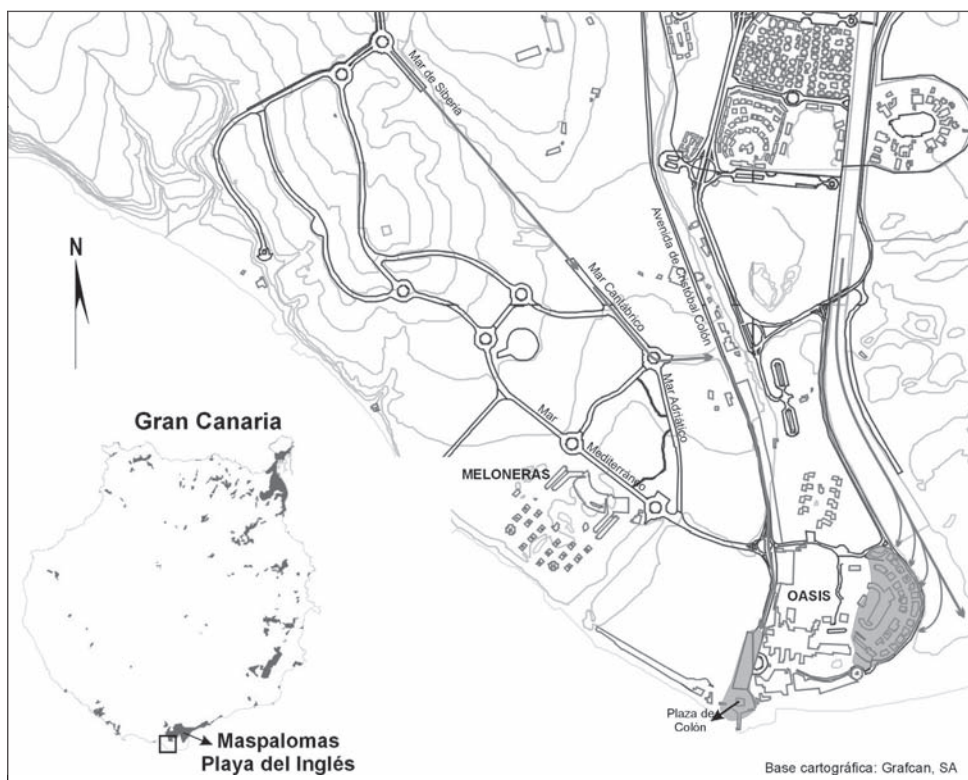 Mar de Siberia
N
Avenida de Cristóbal Colón
Mar Cantábrico
Mar Adriático
Mar
Mediterráneo
Gran Canaria
MELONERAS
OASIS
Plaza de
Colón
Maspalomas
Playa del Inglés
Base cartográfica: Grafcan, SA